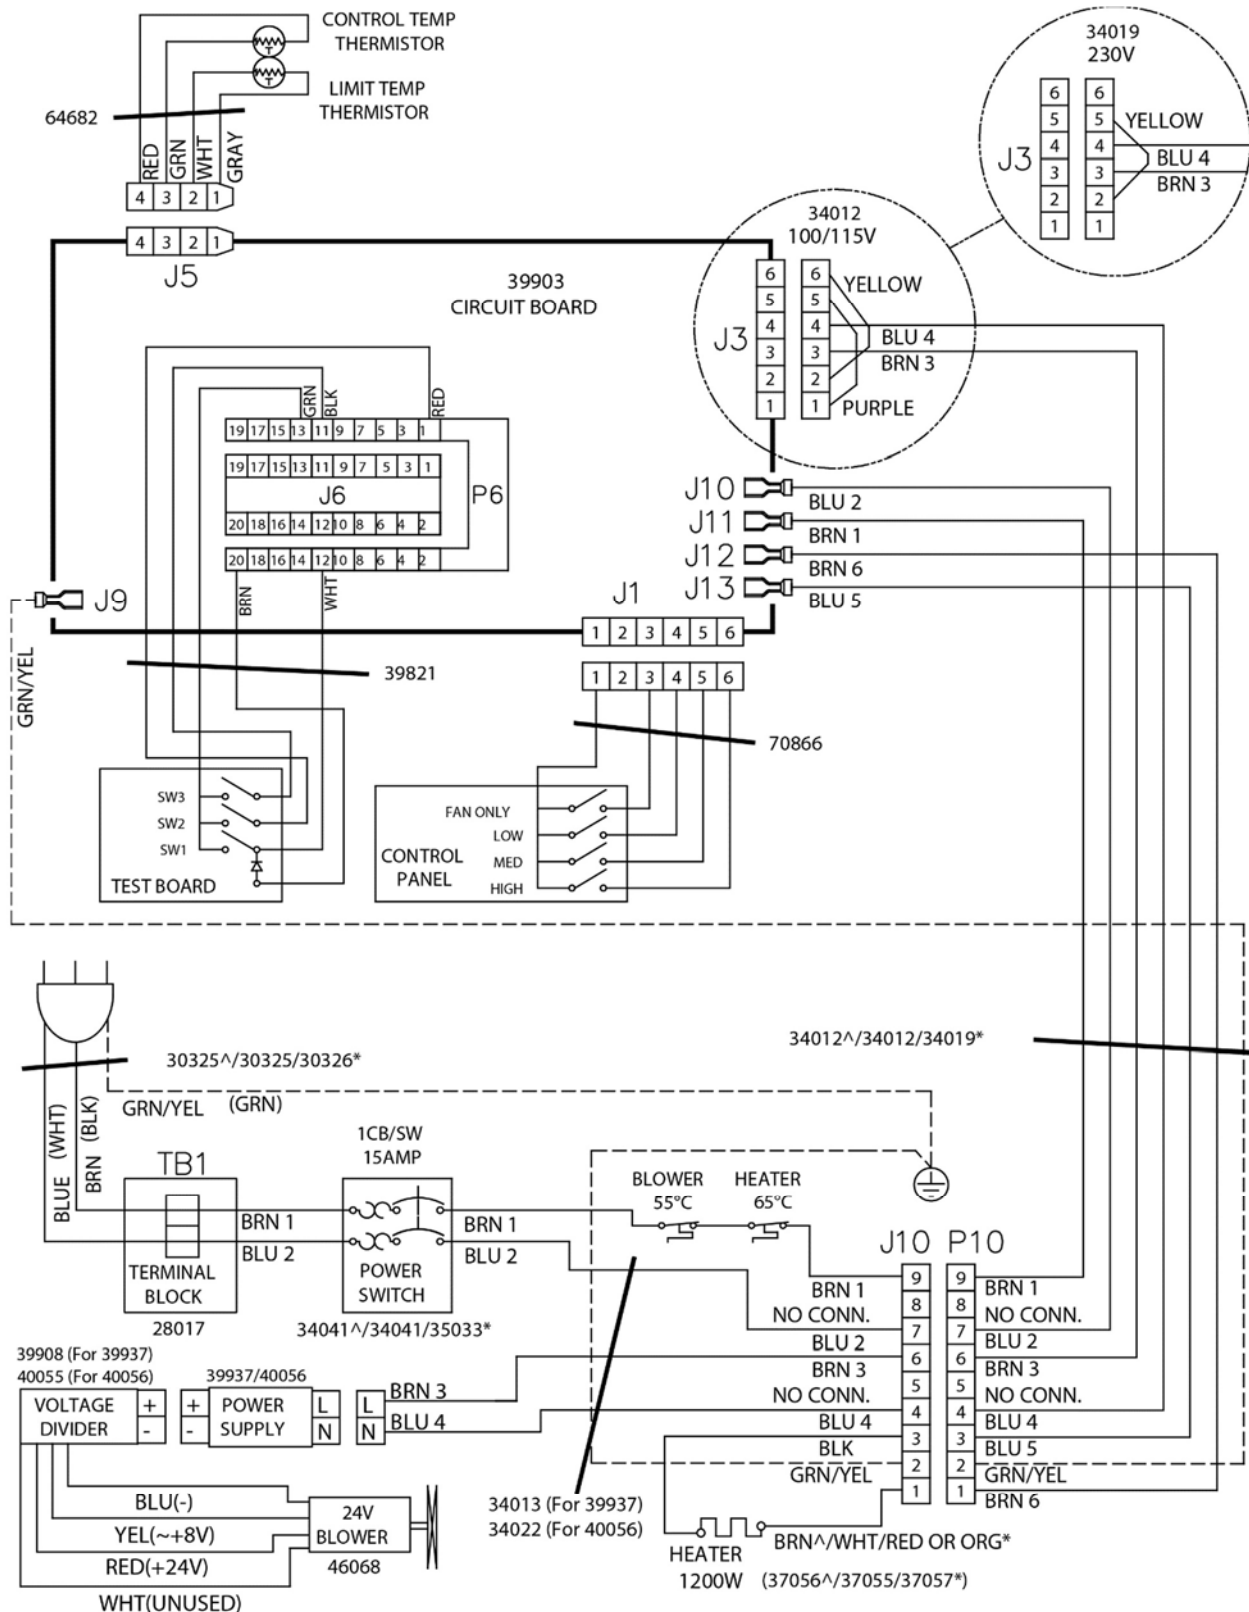 CONTROL TEMP
THERMISTOR
LIMIT TEMP
THERMISTOR
64682
RED
GRN
WHT
GRAY
4 3 2 1
4 3 2 1
J5
34019
230V
6
5
4
3
2
1
6
5
4
3
2
1
J3
YELLOW
BLU 4
BRN 3
34012
100/115V
6
5
4
3
2
1
6
5
4
3
2
1
J3
YELLOW
BLU 4
BRN 3
PURPLE
39903
CIRCUIT BOARD
GRN
BLK
RED
19 17 15 13 11 9 7 5 3 1
19 17 15 13 11 9 7 5 3 1
J6
P6
20 18 16 14 12 10 8 6 4 2
20 18 16 14 12 10 8 6 4 2
BRN
WHT
J10
BLU 2
J11
BRN 1
J12
BRN 6
J13
BLU 5
J9
GRN/YEL
J1
1 2 3 4 5 6
1 2 3 4 5 6
39821
70866
SW3
SW2
SW1
TEST BOARD
FAN ONLY
LOW
MED
HIGH
CONTROL
PANEL
34012^/34012/34019*
30325^/30325/30326*
GRN/YEL (GRN)
BLUE (WHT)
BRN (BLK)
TB1
BRN 1
BLU 2
TERMINAL
BLOCK
28017
1CB/SW
15AMP
BRN 1
BLU 2
POWER
SWITCH
34041^/34041/35033*
BLOWER
55°C
HEATER
65°C
J10 P10
9
8
7
6
5
4
3
2
1
9
8
7
6
5
4
3
2
1
BRN 1
NO CONN.
BLU 2
BRN 3
NO CONN.
BLU 4
BLK
GRN/YEL
BRN 1
NO CONN.
BLU 2
BRN 3
NO CONN.
BLU 4
BLU 5
GRN/YEL
BRN 6
39908 (For 39937)
40055 (For 40056)
VOLTAGE
DIVIDER
+
-
39937/40056
+
-
POWER
SUPPLY
L
N
L
N
BRN 3
BLU 4
BLU(-)
YEL(~+8V)
RED(+24V)
WHT(UNUSED)
24V
BLOWER
46068
34013 (For 39937)
34022 (For 40056)
HEATER
1200W
BRN^/WHT/RED OR ORG*
(37056^/37055/37057*)
T
T